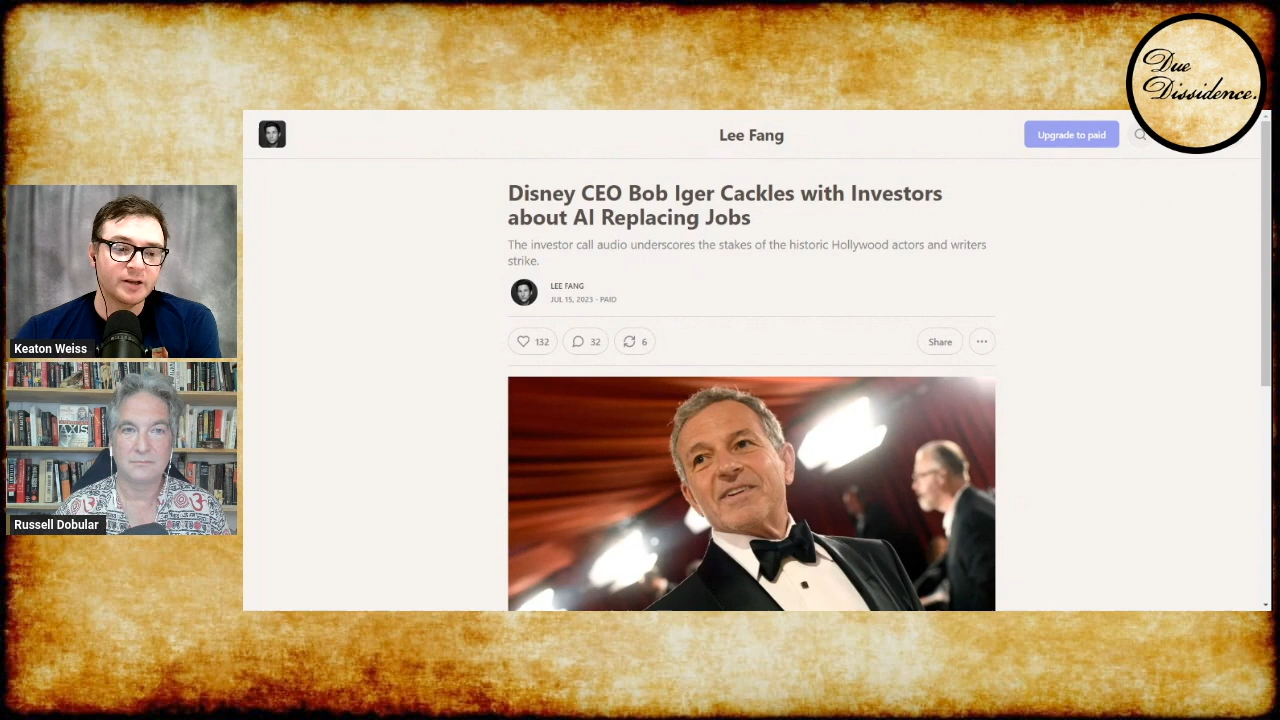 Due
Dissidence.
Lee Fang
Upgrade to paid
Disney CEO Bob Iger Cackles with Investors
about AI Replacing Jobs
The investor call audio underscores the stakes of the historic Hollywood actors and writers
strike.
LEE FANG
JUL 15, 2023 · PAID
132
32
6
Share
Keaton Weiss
AXIS
Russell Dobular